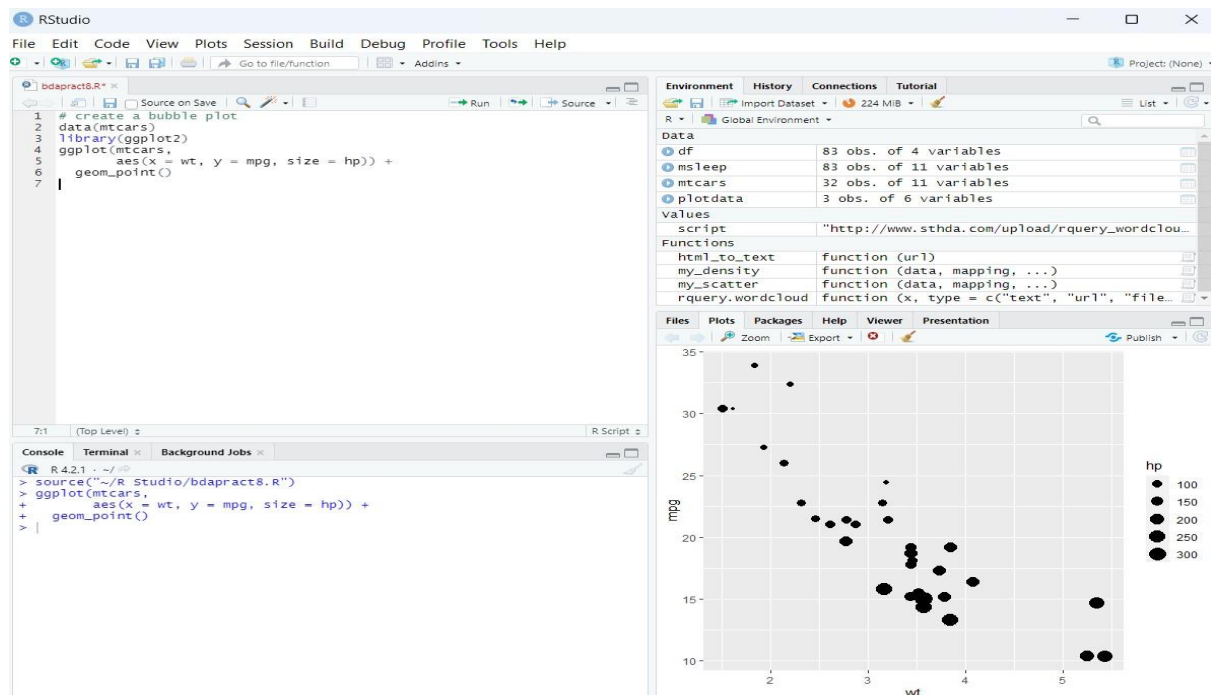 RStudio
File Edit Code View Plots Session Build Debug Profile Tools Help
Go to file/function Addins Project: (None)
bdapract8.R*
Source on Save Run Source
1 # create a bubble plot
2 data(mtcars)
3 library(ggplot2)
4 ggplot(mtcars,
5 aes(x = wt, y = mpg, size = hp)) +
6 geom_point()
7
7:1 (Top Level) R Script
Console Terminal Background Jobs
R 4.2.1 · ~/
> source("~/R Studio/bdapract8.R")
> ggplot(mtcars,
+ aes(x = wt, y = mpg, size = hp)) +
+ geom_point()
>
Environment History Connections Tutorial
Import Dataset 224 MiB List
R Global Environment
Data
df 83 obs. of 4 variables
msleep 83 obs. of 11 variables
mtcars 32 obs. of 11 variables
plotdata 3 obs. of 6 variables
values
script "http://www.sthda.com/upload/rquery_wordclou…
Functions
html_to_text function (url)
my_density function (data, mapping, ...)
my_scatter function (data, mapping, ...)
rquery.wordcloud function (x, type = c("text", "url", "file…
Files Plots Packages Help Viewer Presentation
Zoom Export Publish
35
30
25
20
15
10
mpg
2 3 4 5
wt
hp
100
150
200
250
300